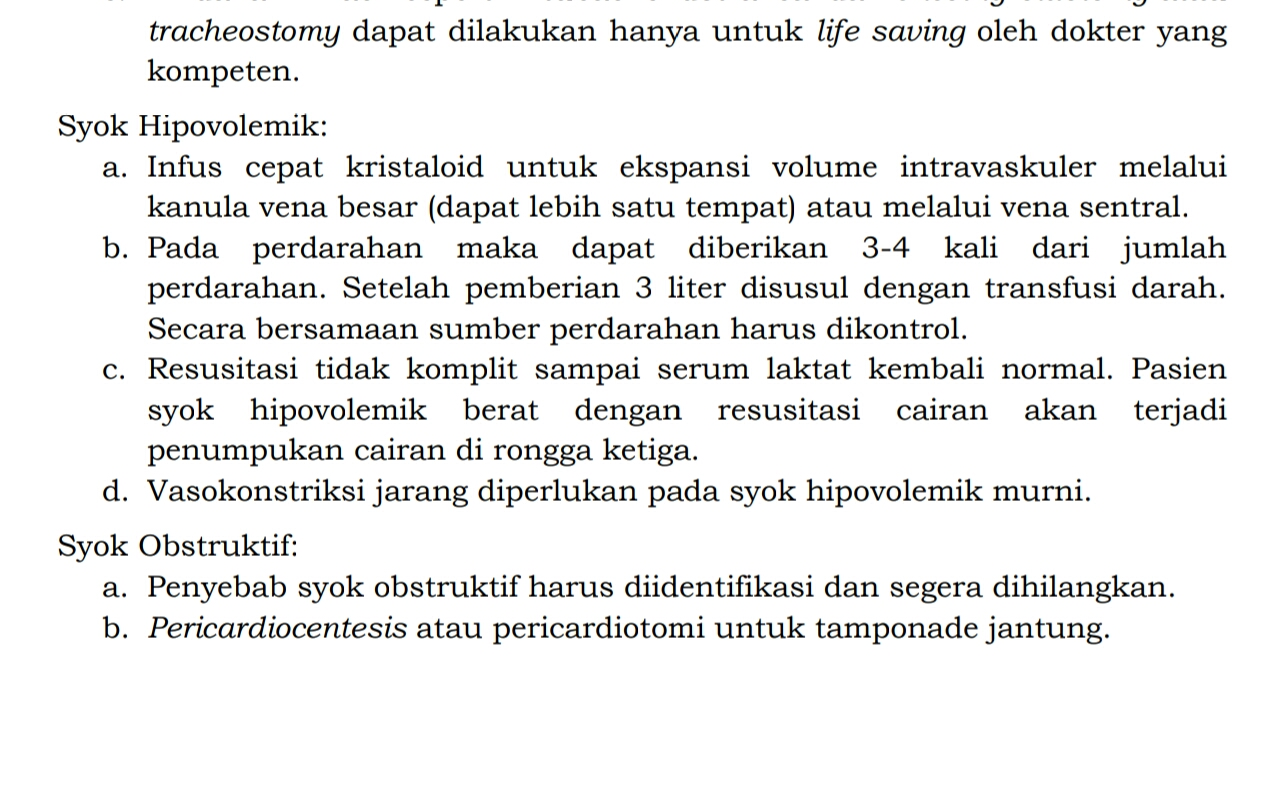 tracheostomy dapat dilakukan hanya untuk life saving oleh dokter yang
kompeten.
Syok Hipovolemik:
a. Infus cepat kristaloid untuk ekspansi volume intravaskuler melalui
kanula vena besar (dapat lebih satu tempat) atau melalui vena sentral.
b. Pada perdarahan maka dapat diberikan 3-4 kali dari jumlah
perdarahan. Setelah pemberian 3 liter disusul dengan transfusi darah.
Secara bersamaan sumber perdarahan harus dikontrol.
c. Resusitasi tidak komplit sampai serum laktat kembali normal. Pasien
syok hipovolemik berat dengan resusitasi cairan akan terjadi
penumpukan cairan di rongga ketiga.
d. Vasokonstriksi jarang diperlukan pada syok hipovolemik murni.
Syok Obstruktif:
a. Penyebab syok obstruktif harus diidentifikasi dan segera dihilangkan.
b. Pericardiocentesis atau pericardiotomi untuk tamponade jantung.